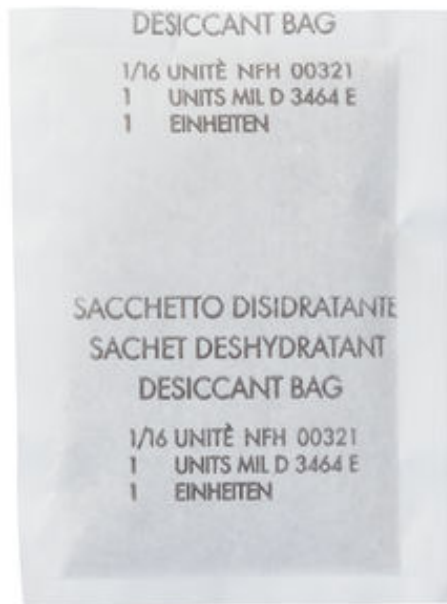 DESICCANT BAG
1/16 UNITÈ NFH 00321
1 UNITS MIL D 3464 E
1 EINHEITEN
SACCHETTO DISIDRATANTE
SACHET DESHYDRATANT
DESICCANT BAG
1/16 UNITÈ NFH 00321
1 UNITS MIL D 3464 E
1 EINHEITEN